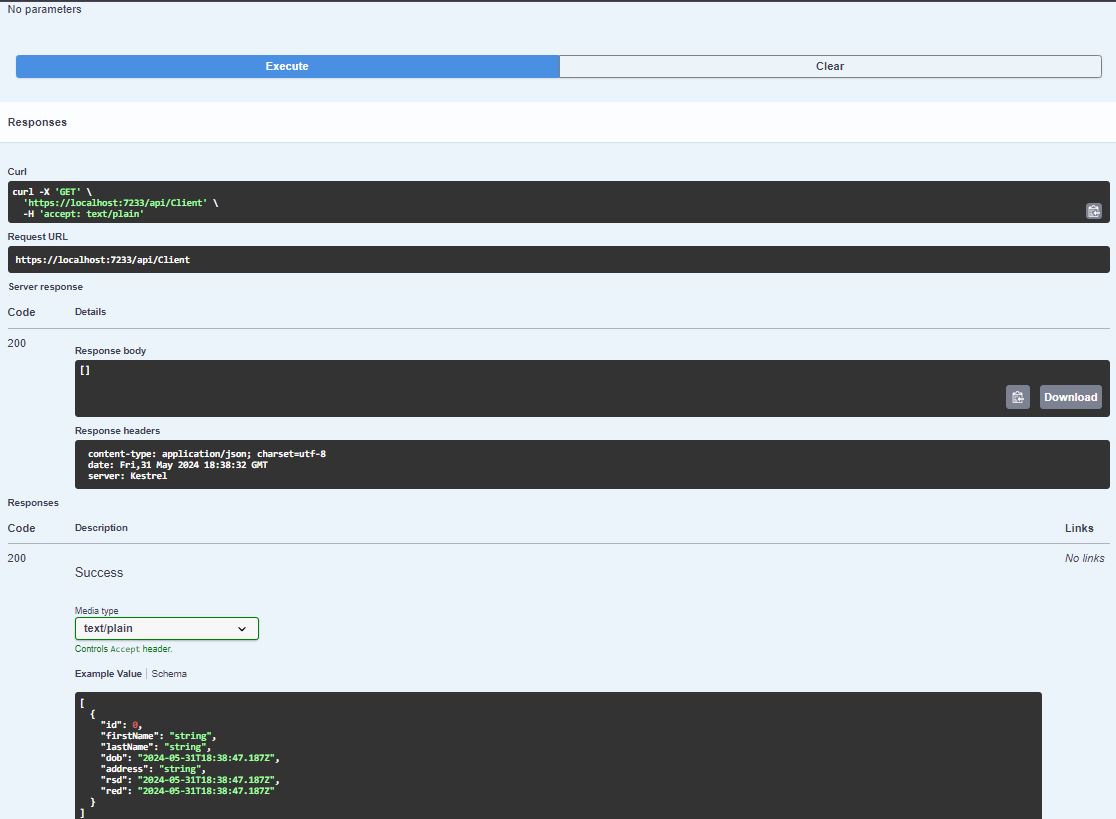 No parameters
Execute
Clear
Responses
Curl
curl -X 'GET' \
'https://localhost:7233/api/Client' \
-H 'accept: text/plain'
Request URL
https://localhost:7233/api/Client
Server response
Code Details
200
Response body
[]
Download
Response headers
content-type: application/json; charset=utf-8
date: Fri,31 May 2024 18:38:32 GMT
server: Kestrel
Responses
Code Description Links
200 No links
Success
Media type
text/plain
Controls Accept header.
Example Value Schema
[
{
"id": 0,
"firstName": "string",
"lastName": "string",
"dob": "2024-05-31T18:38:47.187Z",
"address": "string",
"rsd": "2024-05-31T18:38:47.187Z",
"red": "2024-05-31T18:38:47.187Z"
}
]